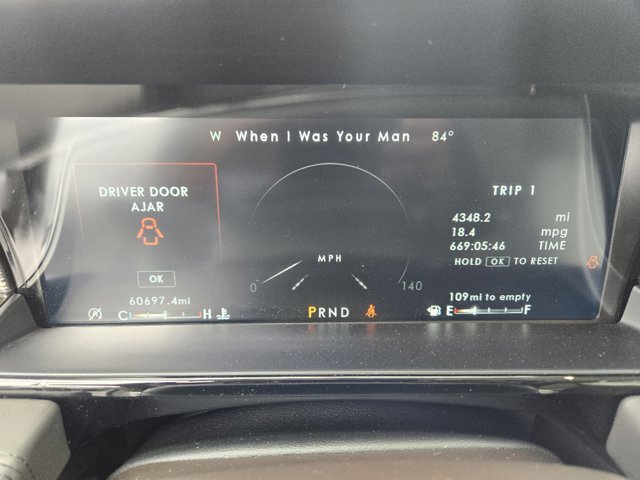 W When I Was Your Man 84°
DRIVER DOOR
AJAR
OK
60697.4mi
C H
MPH
0 140
PRND
TRIP 1
4348.2 mi
18.4 mpg
669:05:46 TIME
HOLD OK TO RESET
109mi to empty
E F